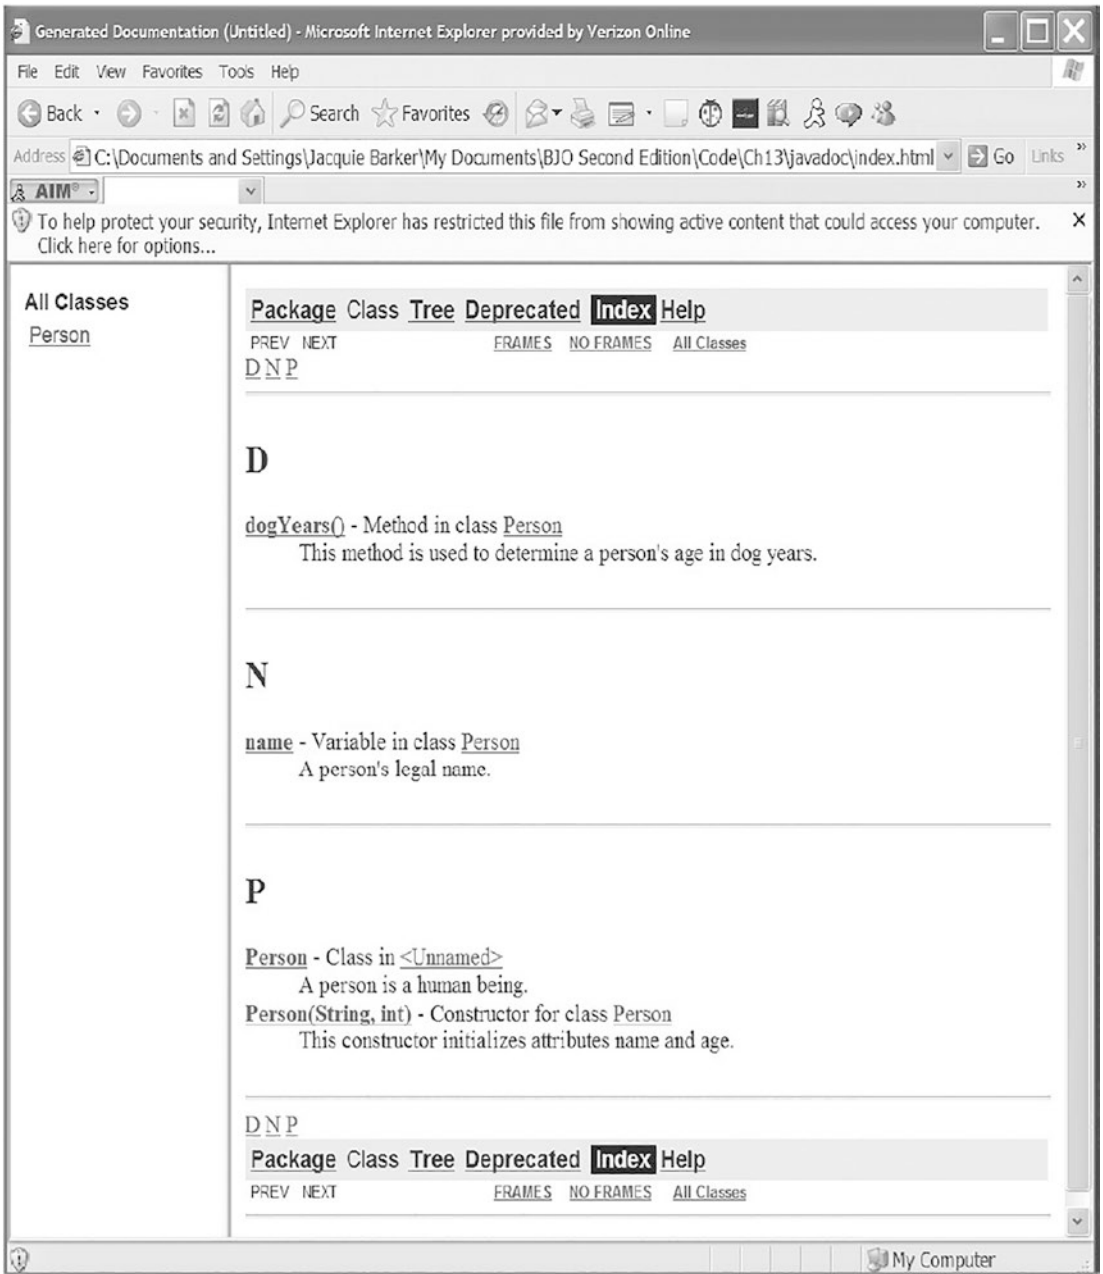 Generated Documentation (Untitled) - Microsoft Internet Explorer provided by Verizon Online
File Edit View Favorites Tools Help
Back Search Favorites
Address C:\Documents and Settings\Jacquie Barker\My Documents\BJO Second Edition\Code\Ch13\javadoc\index.html Go Links »
AIM® »
To help protect your security, Internet Explorer has restricted this file from showing active content that could access your computer.
Click here for options...
All Classes
Person
Package Class Tree Deprecated Index Help
PREV NEXT FRAMES NO FRAMES All Classes
D N P
D
dogYears() - Method in class Person
This method is used to determine a person's age in dog years.
N
name - Variable in class Person
A person's legal name.
P
Person - Class in <Unnamed>
A person is a human being.
Person(String, int) - Constructor for class Person
This constructor initializes attributes name and age.
D N P
Package Class Tree Deprecated Index Help
PREV NEXT FRAMES NO FRAMES All Classes
My Computer